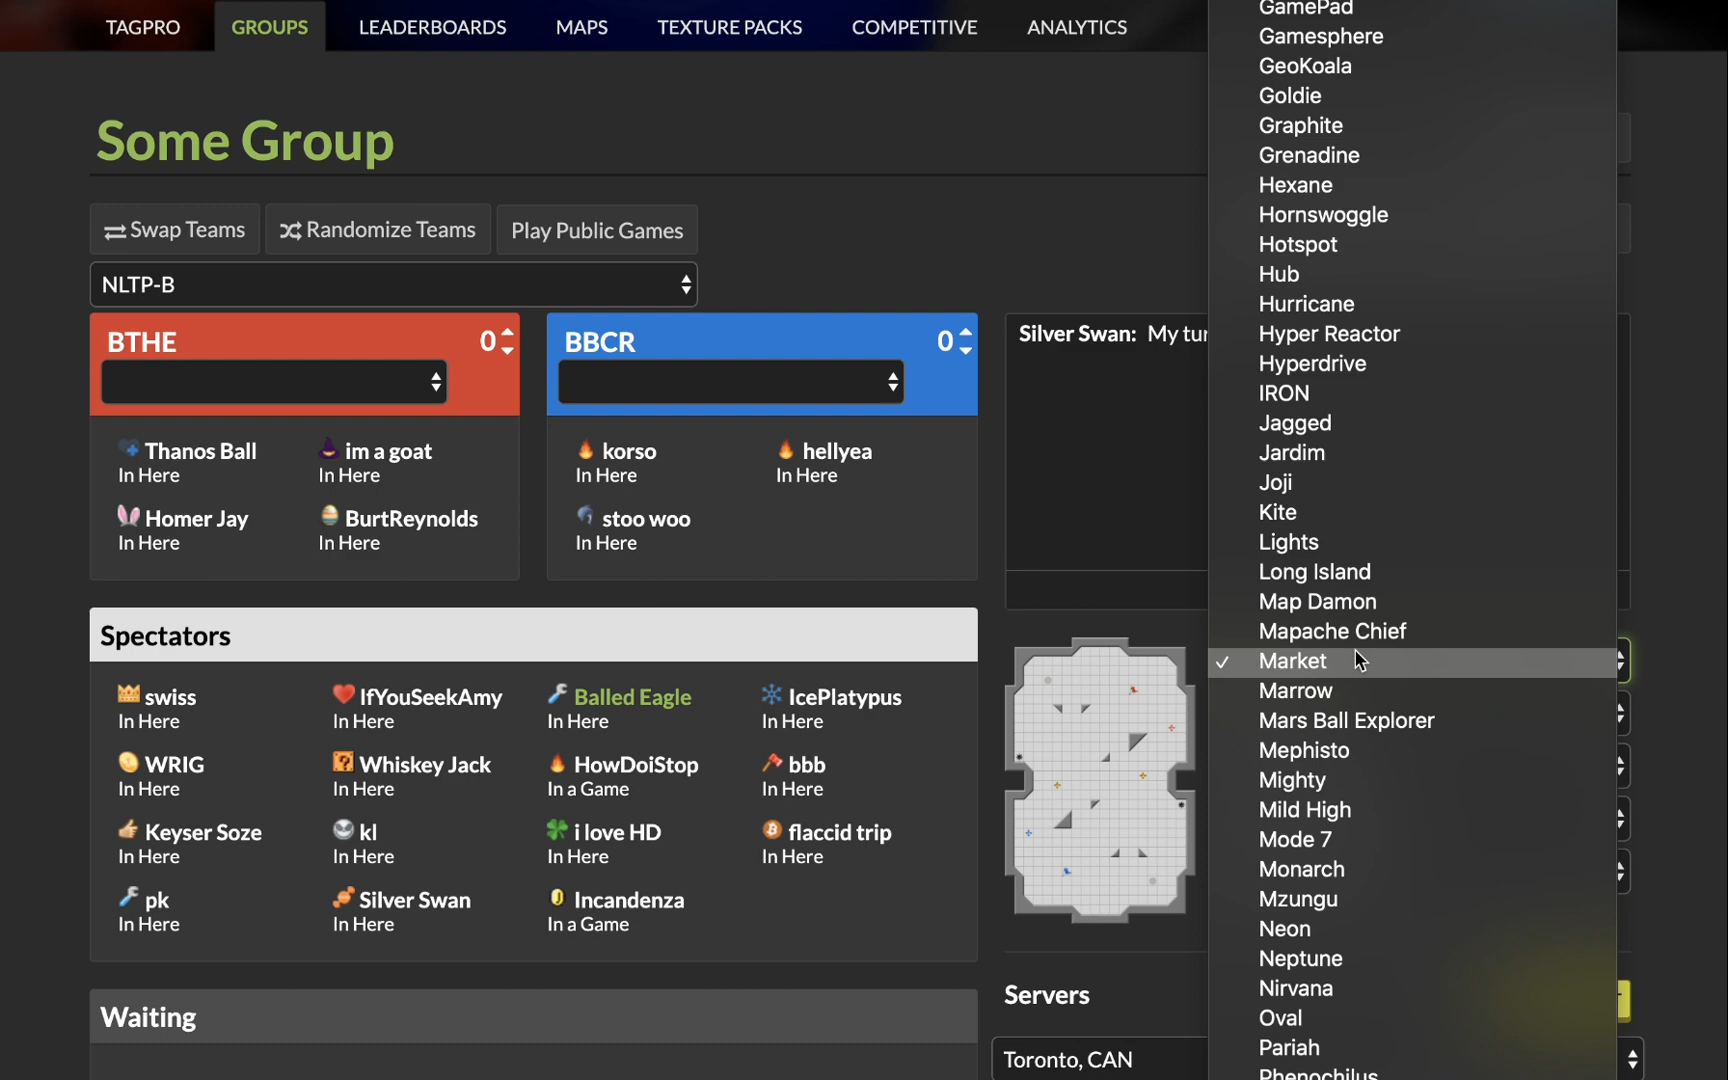 TAGPRO GROUPS LEADERBOARDS MAPS TEXTURE PACKS COMPETITIVE ANALYTICS
Some Group
Swap Teams Randomize Teams Play Public Games
NLTP-B
BTHE 0
BBCR 0
Thanos Ball im a goat
In Here In Here
Homer Jay BurtReynolds
In Here In Here
korso hellyea
In Here In Here
stoo woo
In Here
Silver Swan: My tur
Spectators
swiss IfYouSeekAmy Balled Eagle IcePlatypus
In Here In Here In Here In Here
WRIG Whiskey Jack HowDoiStop bbb
In Here In Here In a Game In Here
Keyser Soze kl i love HD flaccid trip
In Here In Here In Here In Here
pk Silver Swan Incandenza
In Here In Here In a Game
Waiting
Servers
Toronto, CAN
GamePad
Gamesphere
GeoKoala
Goldie
Graphite
Grenadine
Hexane
Hornswoggle
Hotspot
Hub
Hurricane
Hyper Reactor
Hyperdrive
IRON
Jagged
Jardim
Joji
Kite
Lights
Long Island
Map Damon
Mapache Chief
✓ Market
Marrow
Mars Ball Explorer
Mephisto
Mighty
Mild High
Mode 7
Monarch
Mzungu
Neon
Neptune
Nirvana
Oval
Pariah
Phenochilus